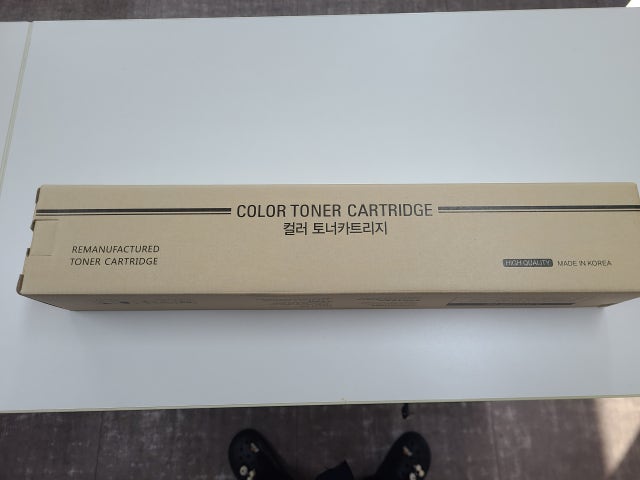 COLOR TONER CARTRIDGE
컬러 토너카트리지
REMANUFACTURED
TONER CARTRIDGE
HIGH QUALITY MADE IN KOREA